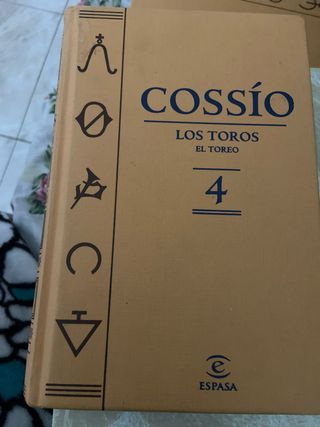 COSSÍO
LOS TOROS
EL TOREO
4
e
ESPASA